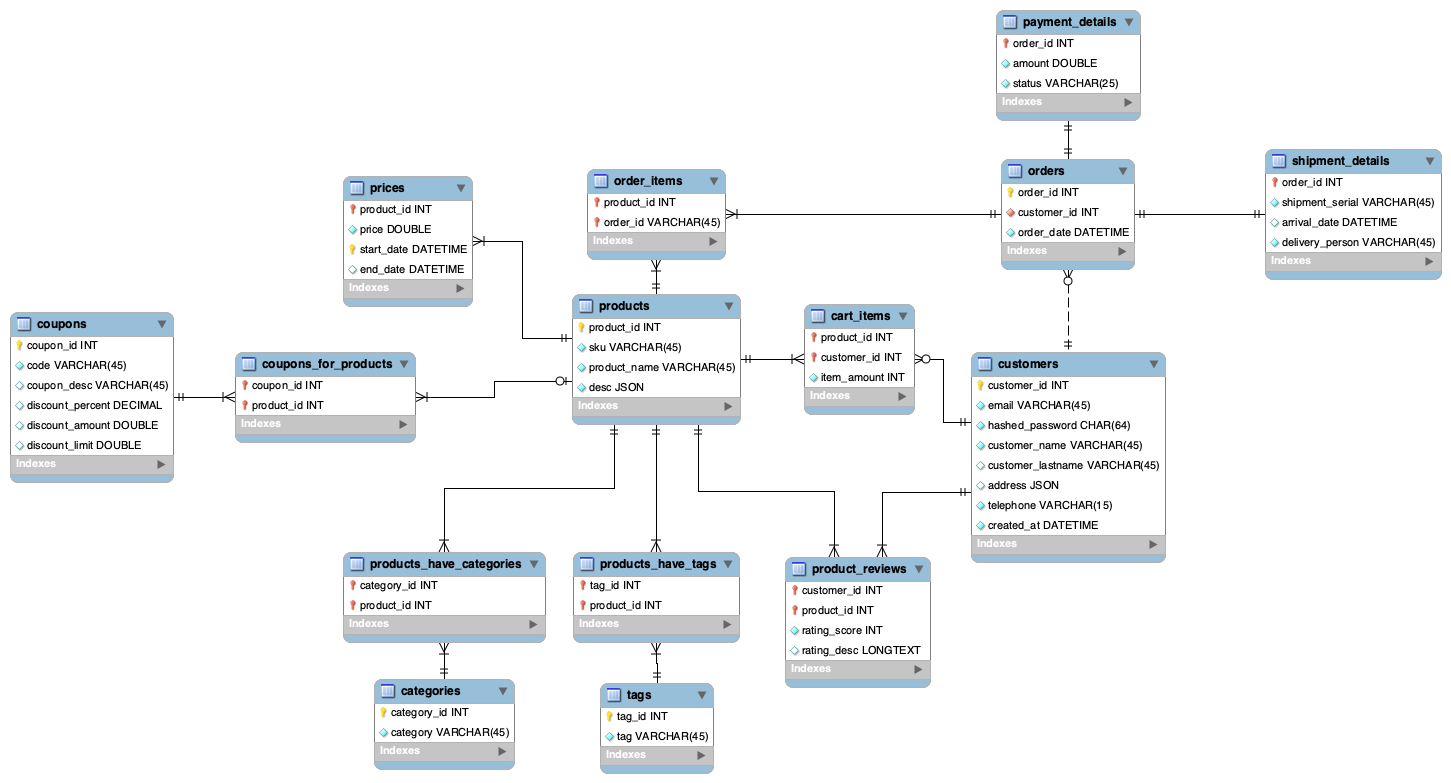 payment_details
order_id INT
amount DOUBLE
status VARCHAR(25)
Indexes
orders
order_id INT
customer_id INT
order_date DATETIME
Indexes
shipment_details
order_id INT
shipment_serial VARCHAR(45)
arrival_date DATETIME
delivery_person VARCHAR(45)
Indexes
prices
product_id INT
price DOUBLE
start_date DATETIME
end_date DATETIME
Indexes
order_items
product_id INT
order_id VARCHAR(45)
Indexes
coupons
coupon_id INT
code VARCHAR(45)
coupon_desc VARCHAR(45)
discount_percent DECIMAL
discount_amount DOUBLE
discount_limit DOUBLE
Indexes
coupons_for_products
coupon_id INT
product_id INT
Indexes
products
product_id INT
sku VARCHAR(45)
product_name VARCHAR(45)
desc JSON
Indexes
cart_items
product_id INT
customer_id INT
item_amount INT
Indexes
customers
customer_id INT
email VARCHAR(45)
hashed_password CHAR(64)
customer_name VARCHAR(45)
customer_lastname VARCHAR(45)
address JSON
telephone VARCHAR(15)
created_at DATETIME
Indexes
products_have_categories
category_id INT
product_id INT
Indexes
products_have_tags
tag_id INT
product_id INT
Indexes
product_reviews
customer_id INT
product_id INT
rating_score INT
rating_desc LONGTEXT
Indexes
categories
category_id INT
category VARCHAR(45)
Indexes
tags
tag_id INT
tag VARCHAR(45)
Indexes